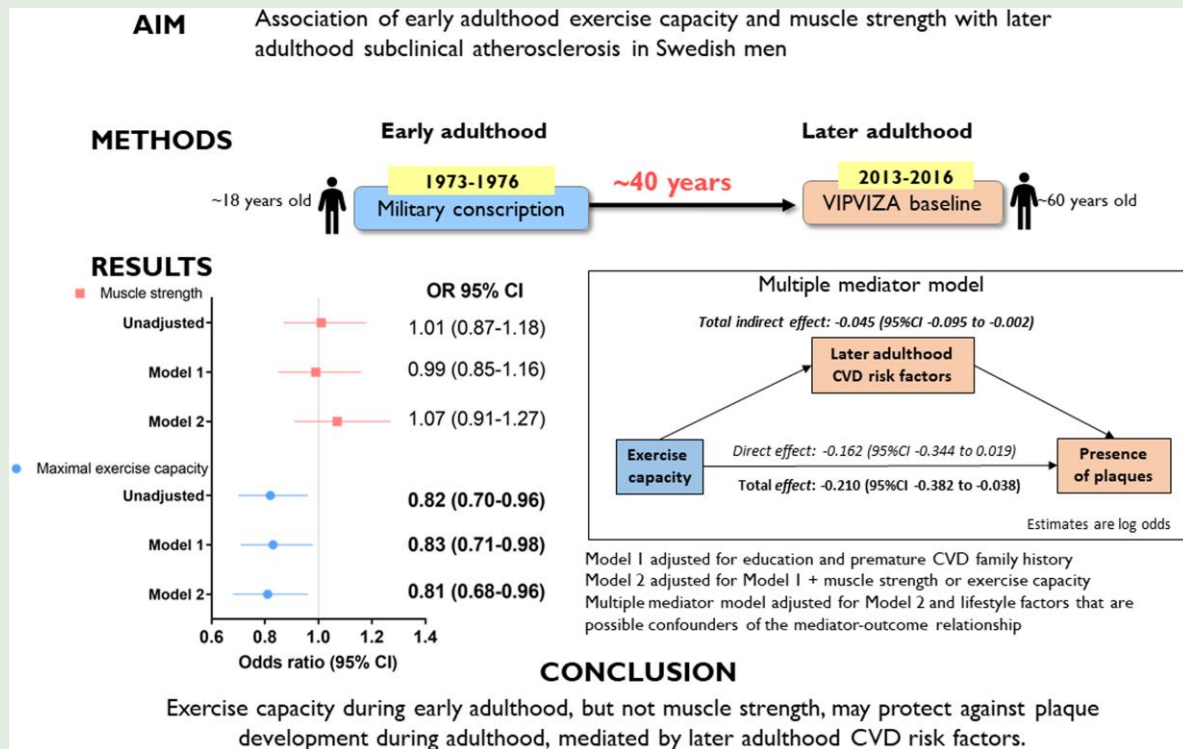 AIM
Association of early adulthood exercise capacity and muscle strength with later
adulthood subclinical atherosclerosis in Swedish men
METHODS
Early adulthood
Later adulthood
~18 years old
1973-1976
Military conscription
~40 years
2013-2016
VIPVIZA baseline
~60 years old
RESULTS
Muscle strength
OR 95% CI
Unadjusted
1.01 (0.87-1.18)
Model 1
0.99 (0.85-1.16)
Model 2
1.07 (0.91-1.27)
Maximal exercise capacity
Unadjusted
0.82 (0.70-0.96)
Model 1
0.83 (0.71-0.98)
Model 2
0.81 (0.68-0.96)
0.6 0.8 1.0 1.2 1.4
Odds ratio (95% CI)
Multiple mediator model
Total indirect effect: -0.045 (95%CI -0.095 to -0.002)
Later adulthood
CVD risk factors
Exercise
capacity
Direct effect: -0.162 (95%CI -0.344 to 0.019)
Total effect: -0.210 (95%CI -0.382 to -0.038)
Presence
of plaques
Estimates are log odds
Model 1 adjusted for education and premature CVD family history
Model 2 adjusted for Model 1 + muscle strength or exercise capacity
Multiple mediator model adjusted for Model 2 and lifestyle factors that are
possible confounders of the mediator-outcome relationship
CONCLUSION
Exercise capacity during early adulthood, but not muscle strength, may protect against plaque
development during adulthood, mediated by later adulthood CVD risk factors.